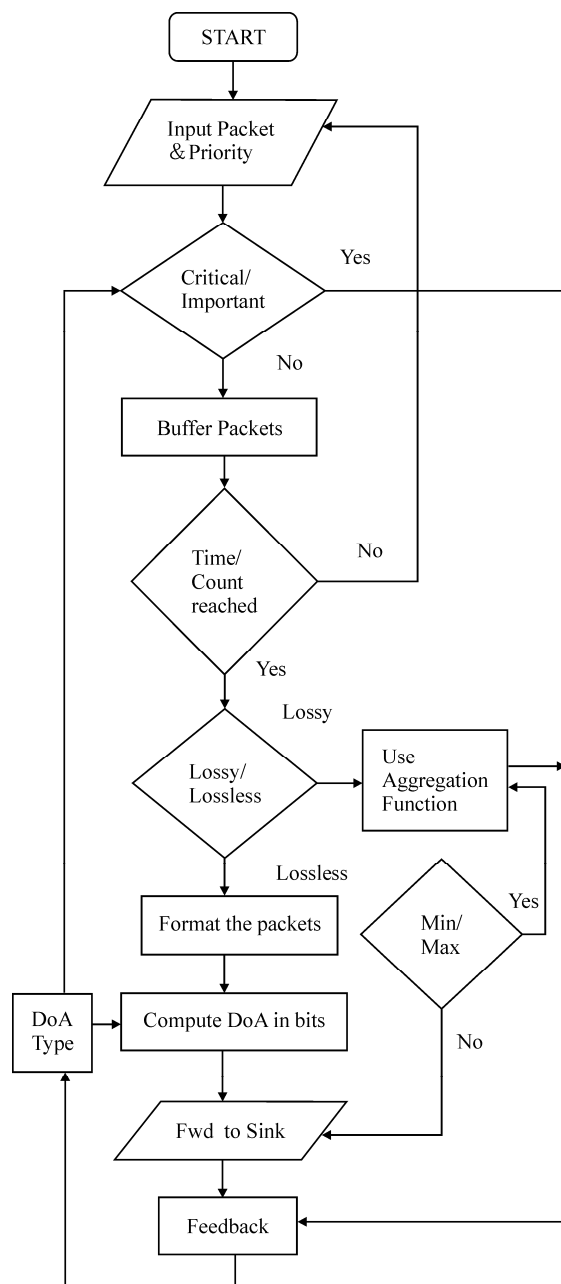 START
Input Packet
& Priority
Critical/
Important
Yes
No
Buffer Packets
Time/
Count
reached
No
Yes
Lossy
Lossy/
Lossless
Use
Aggregation
Function
Lossless
Format the packets
Min/
Max
Yes
No
DoA
Type
Compute DoA in bits
Fwd to Sink
Feedback